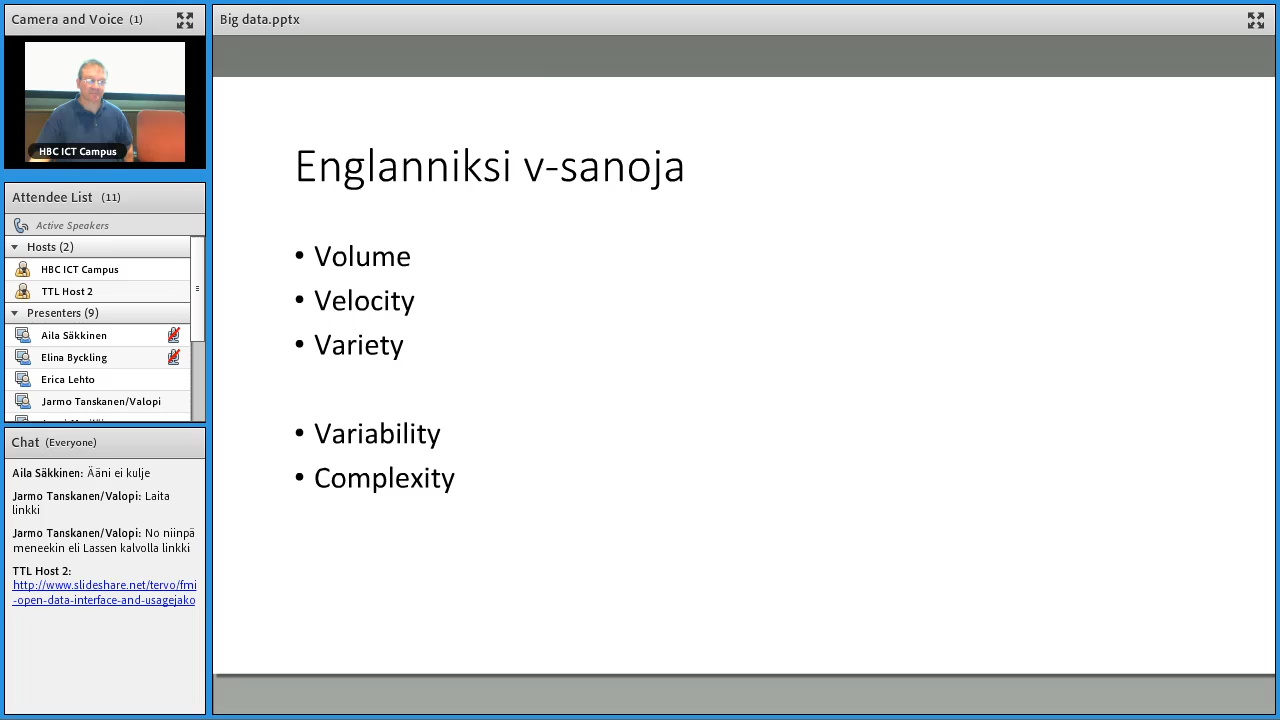 Camera and Voice (1)
HBC ICT Campus
Attendee List (11)
Active Speakers
Hosts (2)
HBC ICT Campus
TTL Host 2
Presenters (9)
Aila Säkkinen
Elina Byckling
Erica Lehto
Jarmo Tanskanen/Valopi
Chat (Everyone)
Aila Säkkinen: Ääni ei kulje
Jarmo Tanskanen/Valopi: Laita
linkki
Jarmo Tanskanen/Valopi: No niinpä
meneekin eli Lassen kalvolla linkki
TTL Host 2:
http://www.slideshare.net/tervo/fmi
-open-data-interface-and-usagejako
Big data.pptx
Englanniksi v-sanoja
• Volume
• Velocity
• Variety
• Variability
• Complexity